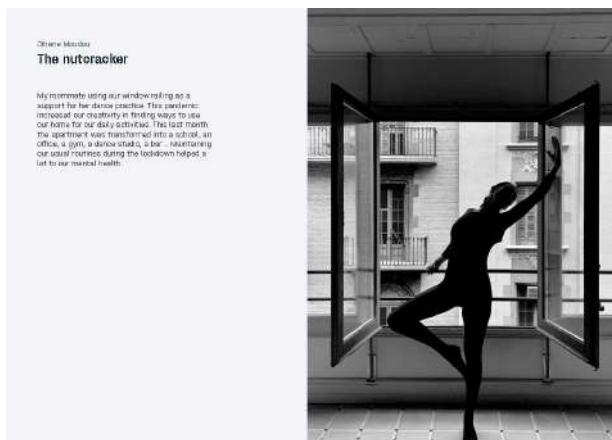 The nutcracker
My roommate using our window railing as a
support for her dance practice. This pandemic
increased our creativity in finding ways to use
our home for our daily activities. This last month
the apartment was transformed into a school, an
office, a gym, a dance studio, a bar... Maintaining
our usual routines during the lockdown helped a
lot to our mental health.